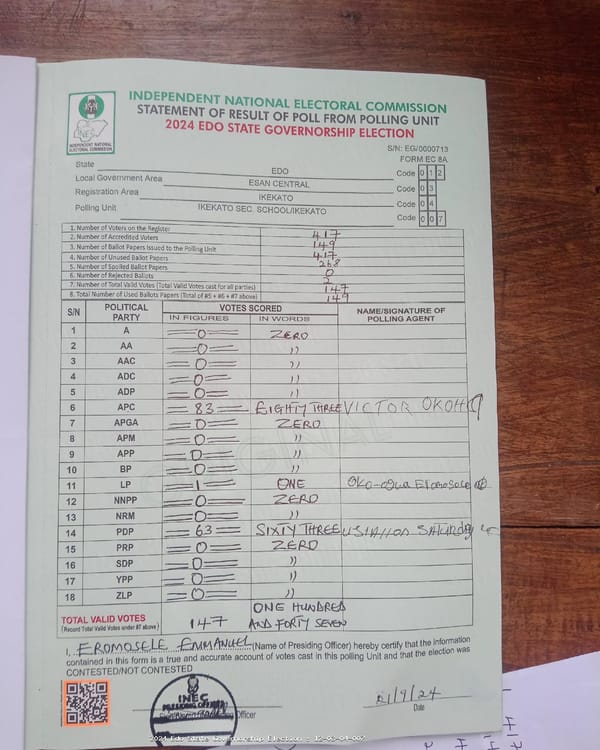 INDEPENDENT NATIONAL ELECTORAL COMMISSION
STATEMENT OF RESULT OF POLL FROM POLLING UNIT
2024 EDO STATE GOVERNORSHIP ELECTION
INEC
INDEPENDENT NATIONAL
ELECTORAL COMMISSION
S/N: EG/0000713
FORM EC 8A
State EDO Code 0 1 2
Local Government Area ESAN CENTRAL Code 0 3
Registration Area IKEKATO Code 0 4
Polling Unit IKEKATO SEC. SCHOOL/IKEKATO Code 0 0 7
1. Number of Voters on the Register 417
2. Number of Accredited Voters 149
3. Number of Ballot Papers Issued to the Polling Unit 417
4. Number of Unused Ballot Papers 268
5. Number of Spoiled Ballot Papers 0
6. Number of Rejected Ballots 2
7. Number of Total Valid Votes (Total Valid Votes cast for all parties) 147
8. Total Number of Used Ballots Papers (Total of #5 + #6 + #7 above) 149
S/N POLITICAL PARTY VOTES SCORED NAME/SIGNATURE OF POLLING AGENT
IN FIGURES IN WORDS
1 A 0 ZERO
2 AA 0 "
3 AAC 0 "
4 ADC 0 "
5 ADP 0 "
6 APC 83 EIGHTY THREE VICTOR OKOH
7 APGA 0 ZERO
8 APM 0 "
9 APP 0 "
10 BP 0 "
11 LP 1 ONE
12 NNPP 0 ZERO
13 NRM 0 "
14 PDP 63 SIXTY THREE
15 PRP 0 ZERO
16 SDP 0 "
17 YPP 0 "
18 ZLP 0 "
TOTAL VALID VOTES 147 ONE HUNDRED
(Record Total Valid Votes under #7 above) AND FORTY SEVEN
I, EROMOSELE EMMANUEL (Name of Presiding Officer) hereby certify that the information
contained in this form is a true and accurate account of votes cast in this polling Unit and that the election was
CONTESTED/NOT CONTESTED
INEC
PRESIDING OFFICER
Officer
/9/24
Date
2024 Edo State Governorship Election - 12-03-04-007